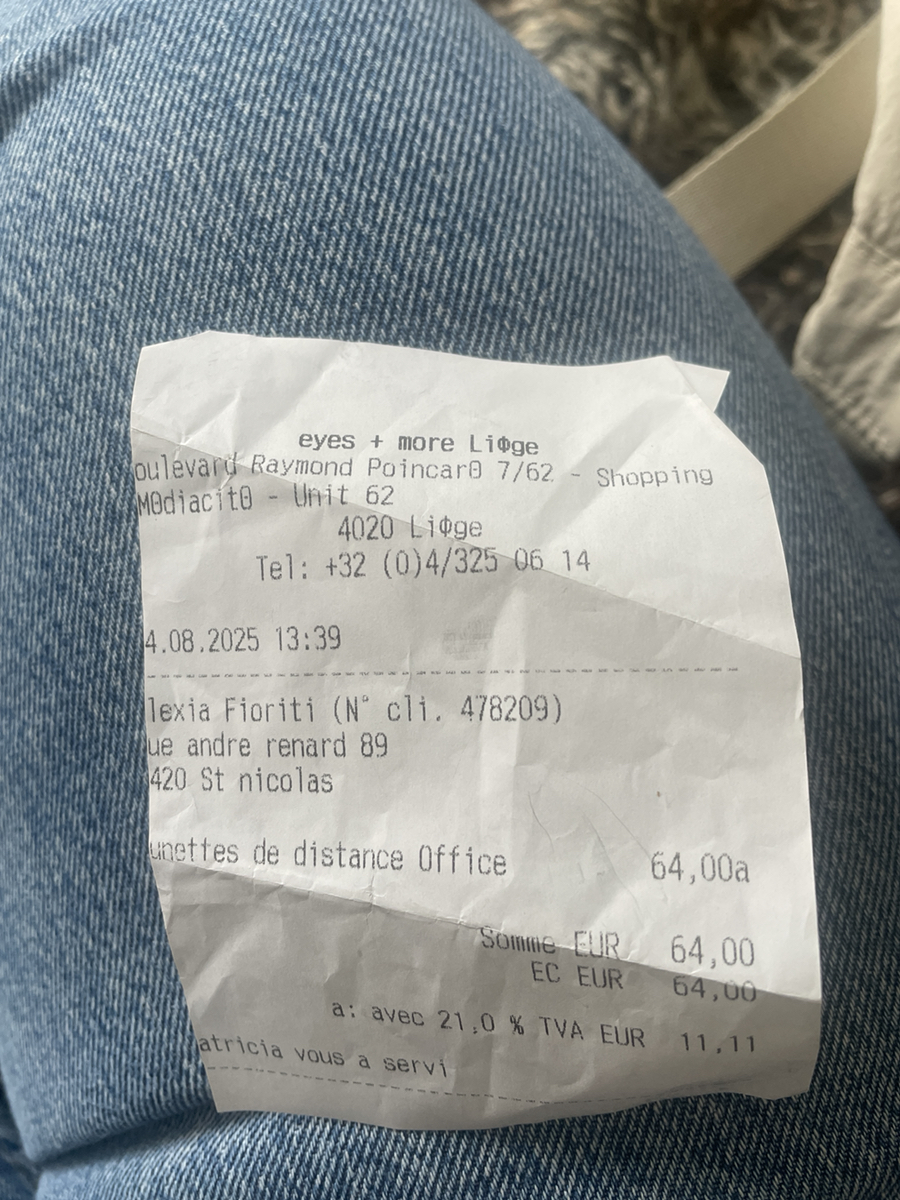 eyes + more LiΦge
oulevard Raymond Poincar0 7/62 - Shopping
M0diacit0 - Unit 62
4020 LiΦge
Tel: +32 (0)4/325 06 14
4.08.2025 13:39
lexia Fioriti (N° cli. 478209)
ue andre renard 89
420 St nicolas
unettes de distance Office 64,00a
Somme EUR 64,00
EC EUR 64,00
a: avec 21,0 % TVA EUR 11,11
atricia vous a servi